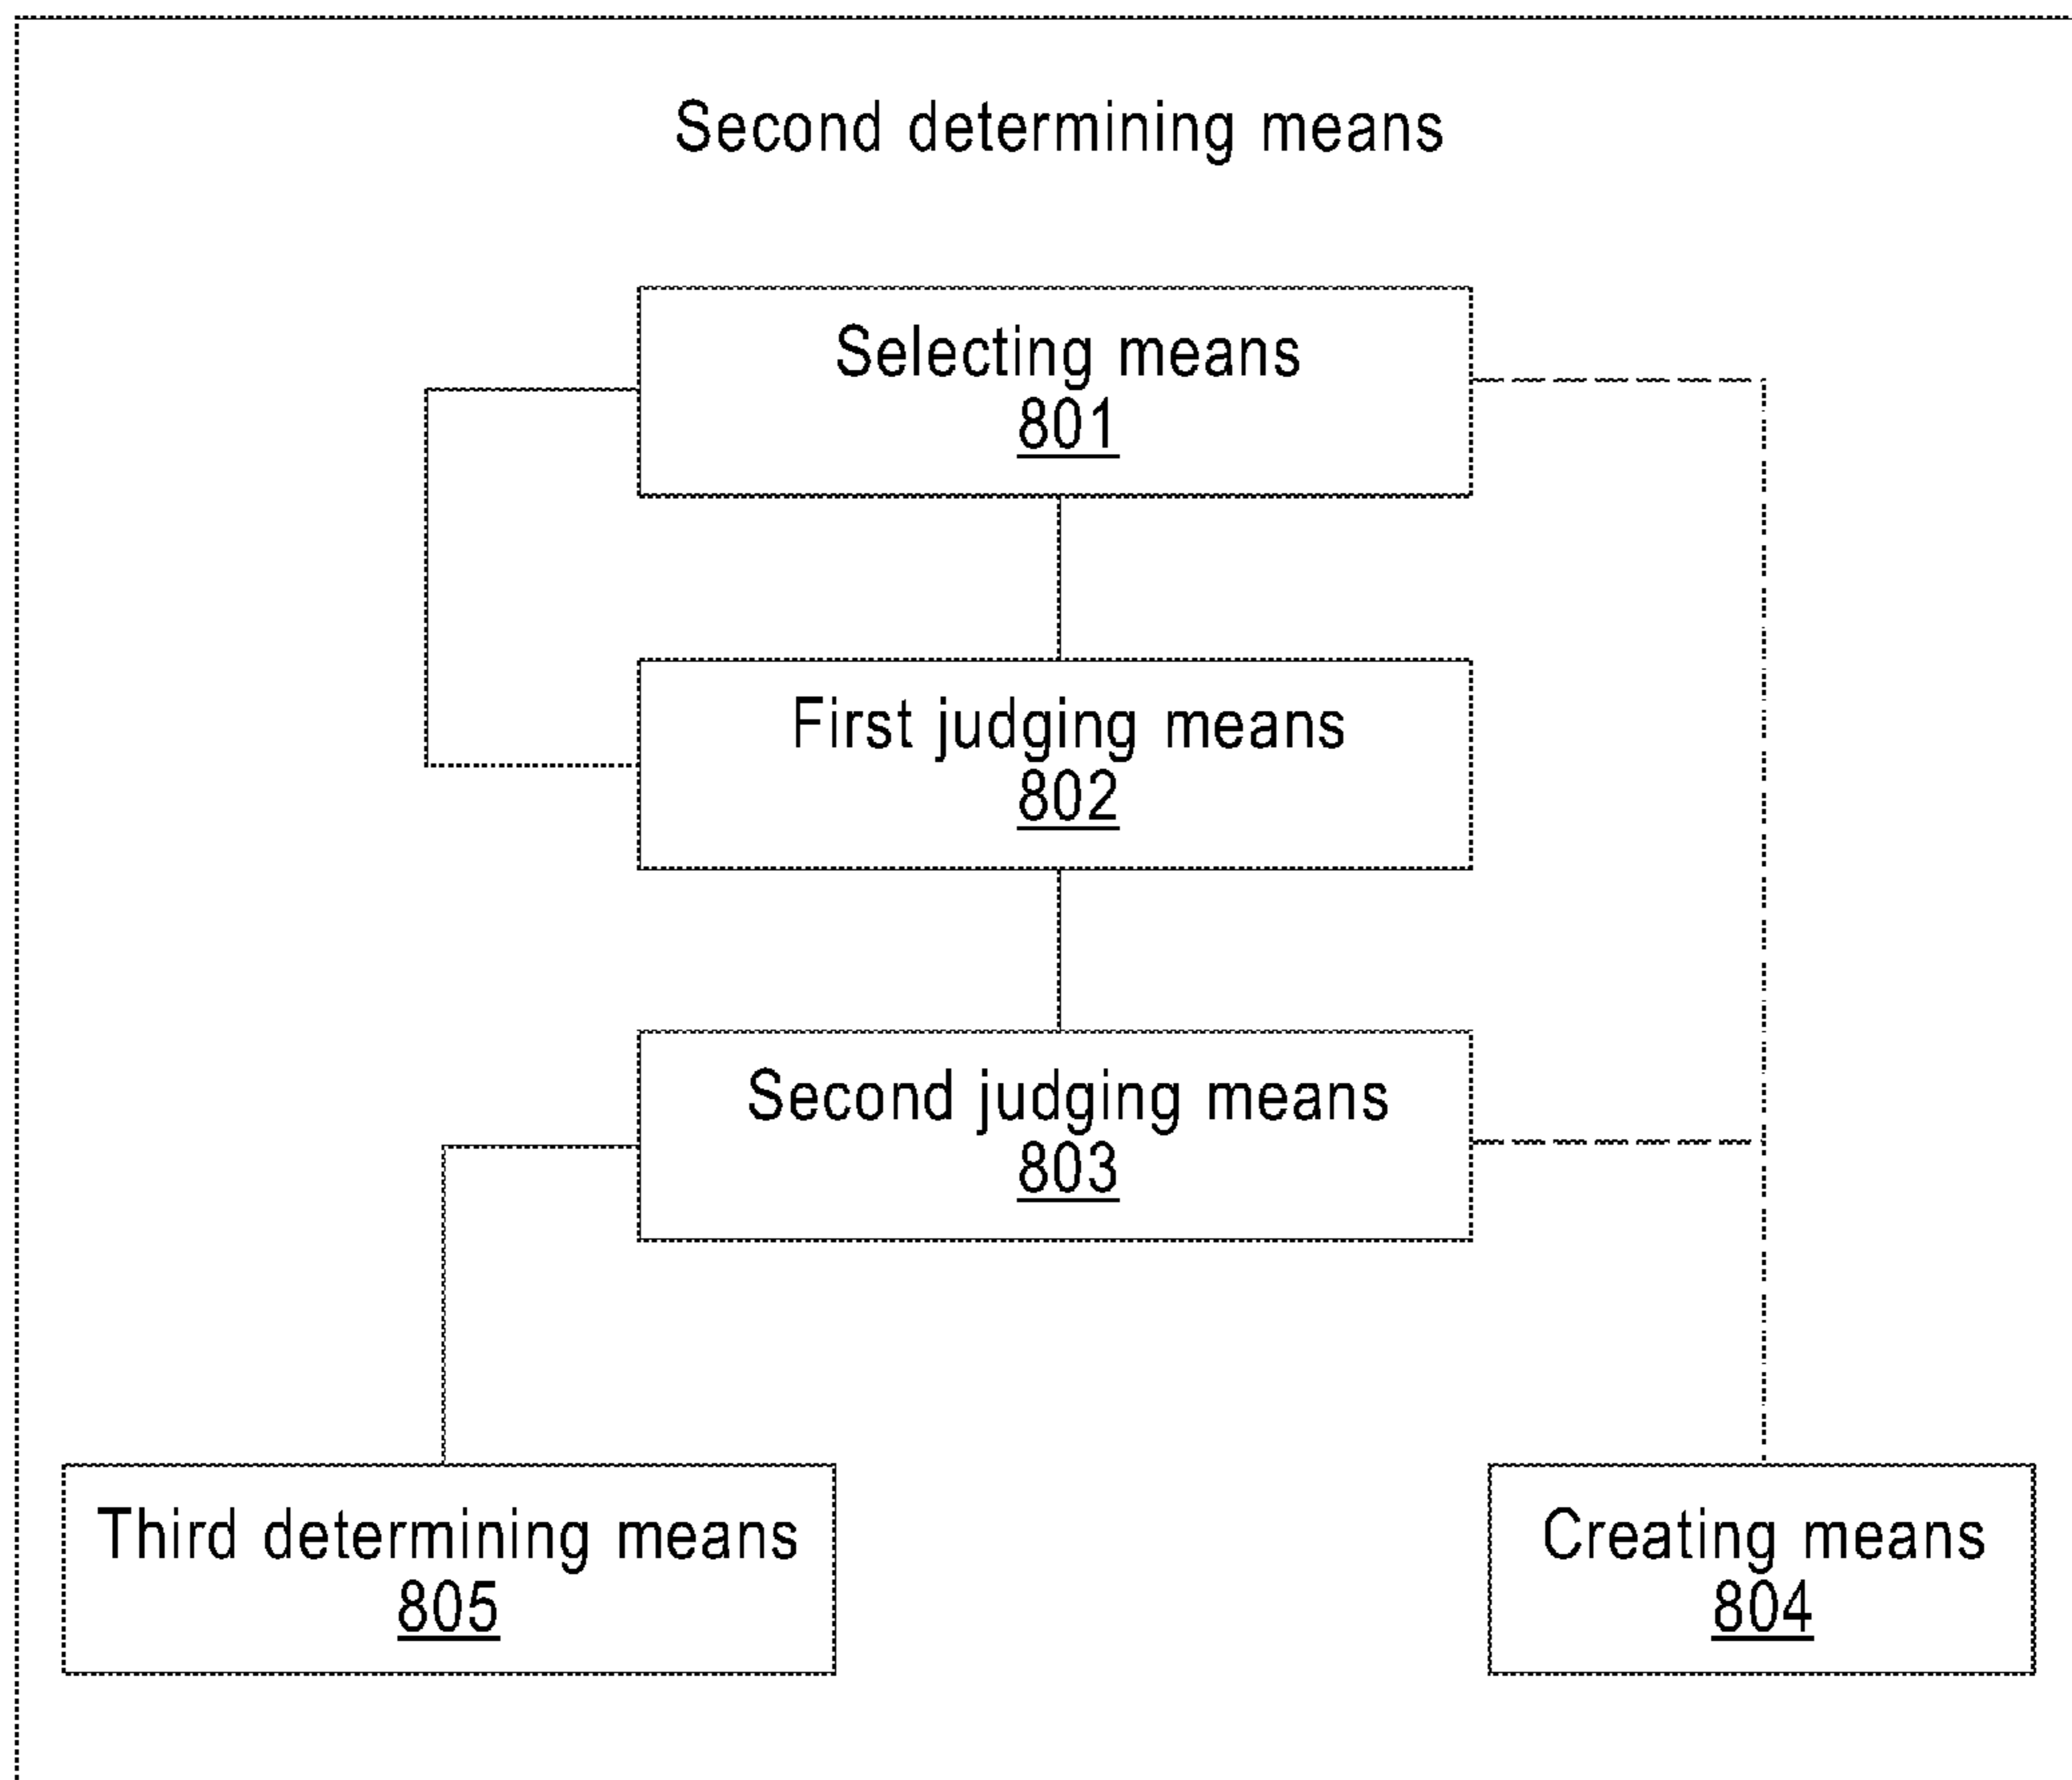 Second determining means
Selecting means
801
First judging means
802
Second judging means
803
Third determining means
805
Creating means
804